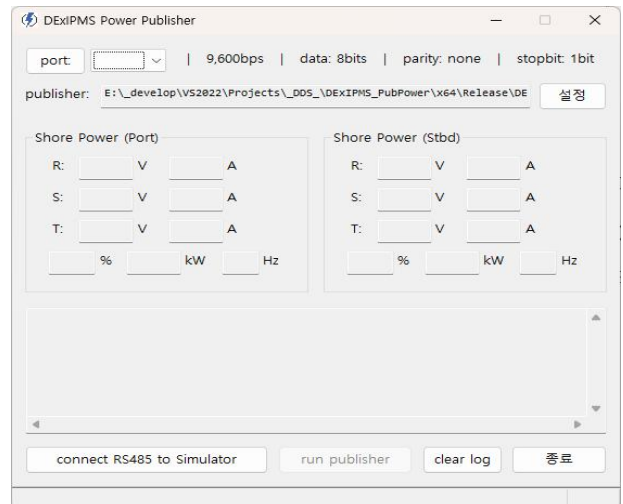 DExIPMS Power Publisher
port: | 9,600bps | data: 8bits | parity: none | stopbit: 1bit
publisher: E:\_develop\VS2022\Projects\_DDS_\DExIPMS_PubPower\x64\Release\DE 설정
Shore Power (Port) Shore Power (Stbd)
R: V A R: V A
S: V A S: V A
T: V A T: V A
% kW Hz % kW Hz
connect RS485 to Simulator run publisher clear log 종료